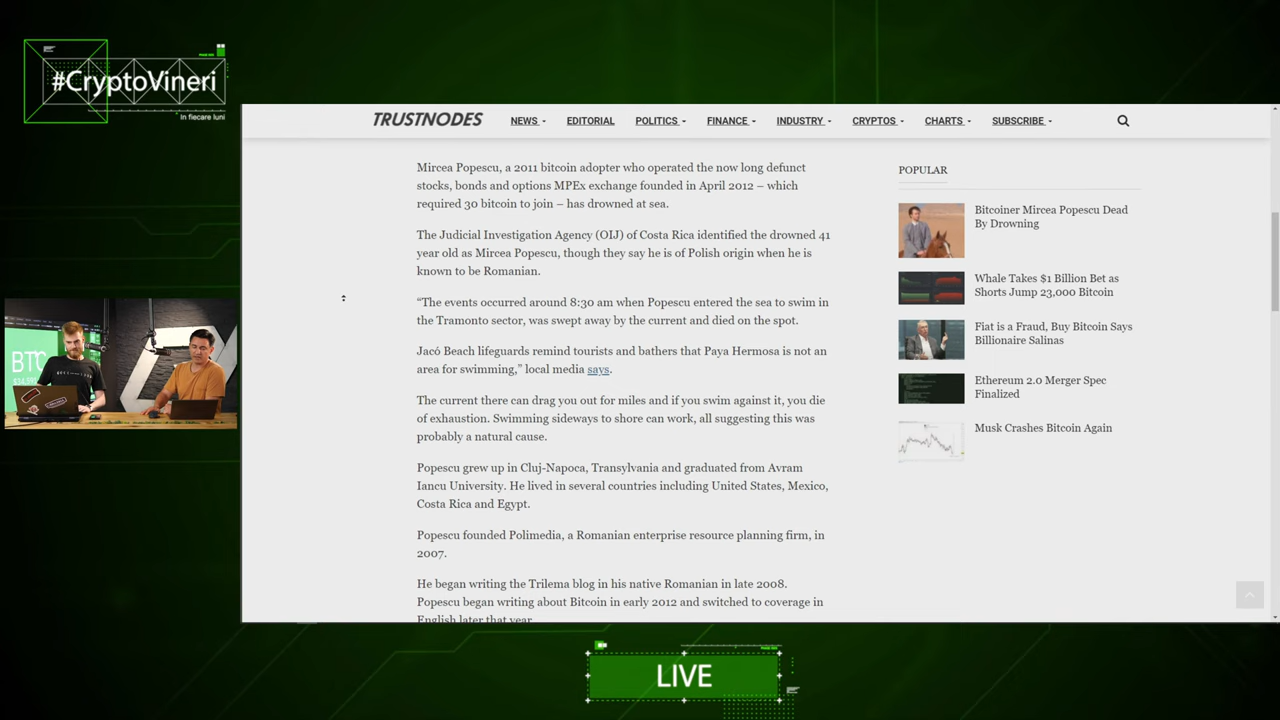 #CryptoVineri
în fiecare luni
TRUSTNODES
NEWS
EDITORIAL
POLITICS
FINANCE
INDUSTRY
CRYPTOS
CHARTS
SUBSCRIBE
Mircea Popescu, a 2011 bitcoin adopter who operated the now long defunct
stocks, bonds and options MPEx exchange founded in April 2012 – which
required 30 bitcoin to join – has drowned at sea.
The Judicial Investigation Agency (OIJ) of Costa Rica identified the drowned 41
year old as Mircea Popescu, though they say he is of Polish origin when he is
known to be Romanian.
“The events occurred around 8:30 am when Popescu entered the sea to swim in
the Tramonto sector, was swept away by the current and died on the spot.
Jacó Beach lifeguards remind tourists and bathers that Paya Hermosa is not an
area for swimming,” local media says.
The current there can drag you out for miles and if you swim against it, you die
of exhaustion. Swimming sideways to shore can work, all suggesting this was
probably a natural cause.
Popescu grew up in Cluj-Napoca, Transylvania and graduated from Avram
Iancu University. He lived in several countries including United States, Mexico,
Costa Rica and Egypt.
Popescu founded Polimedia, a Romanian enterprise resource planning firm, in
2007.
He began writing the Trilema blog in his native Romanian in late 2008.
Popescu began writing about Bitcoin in early 2012 and switched to coverage in
English later that year.
POPULAR
Bitcoiner Mircea Popescu Dead
By Drowning
Whale Takes $1 Billion Bet as
Shorts Jump 23,000 Bitcoin
Fiat is a Fraud, Buy Bitcoin Says
Billionaire Salinas
Ethereum 2.0 Merger Spec
Finalized
Musk Crashes Bitcoin Again
BTC
LIVE